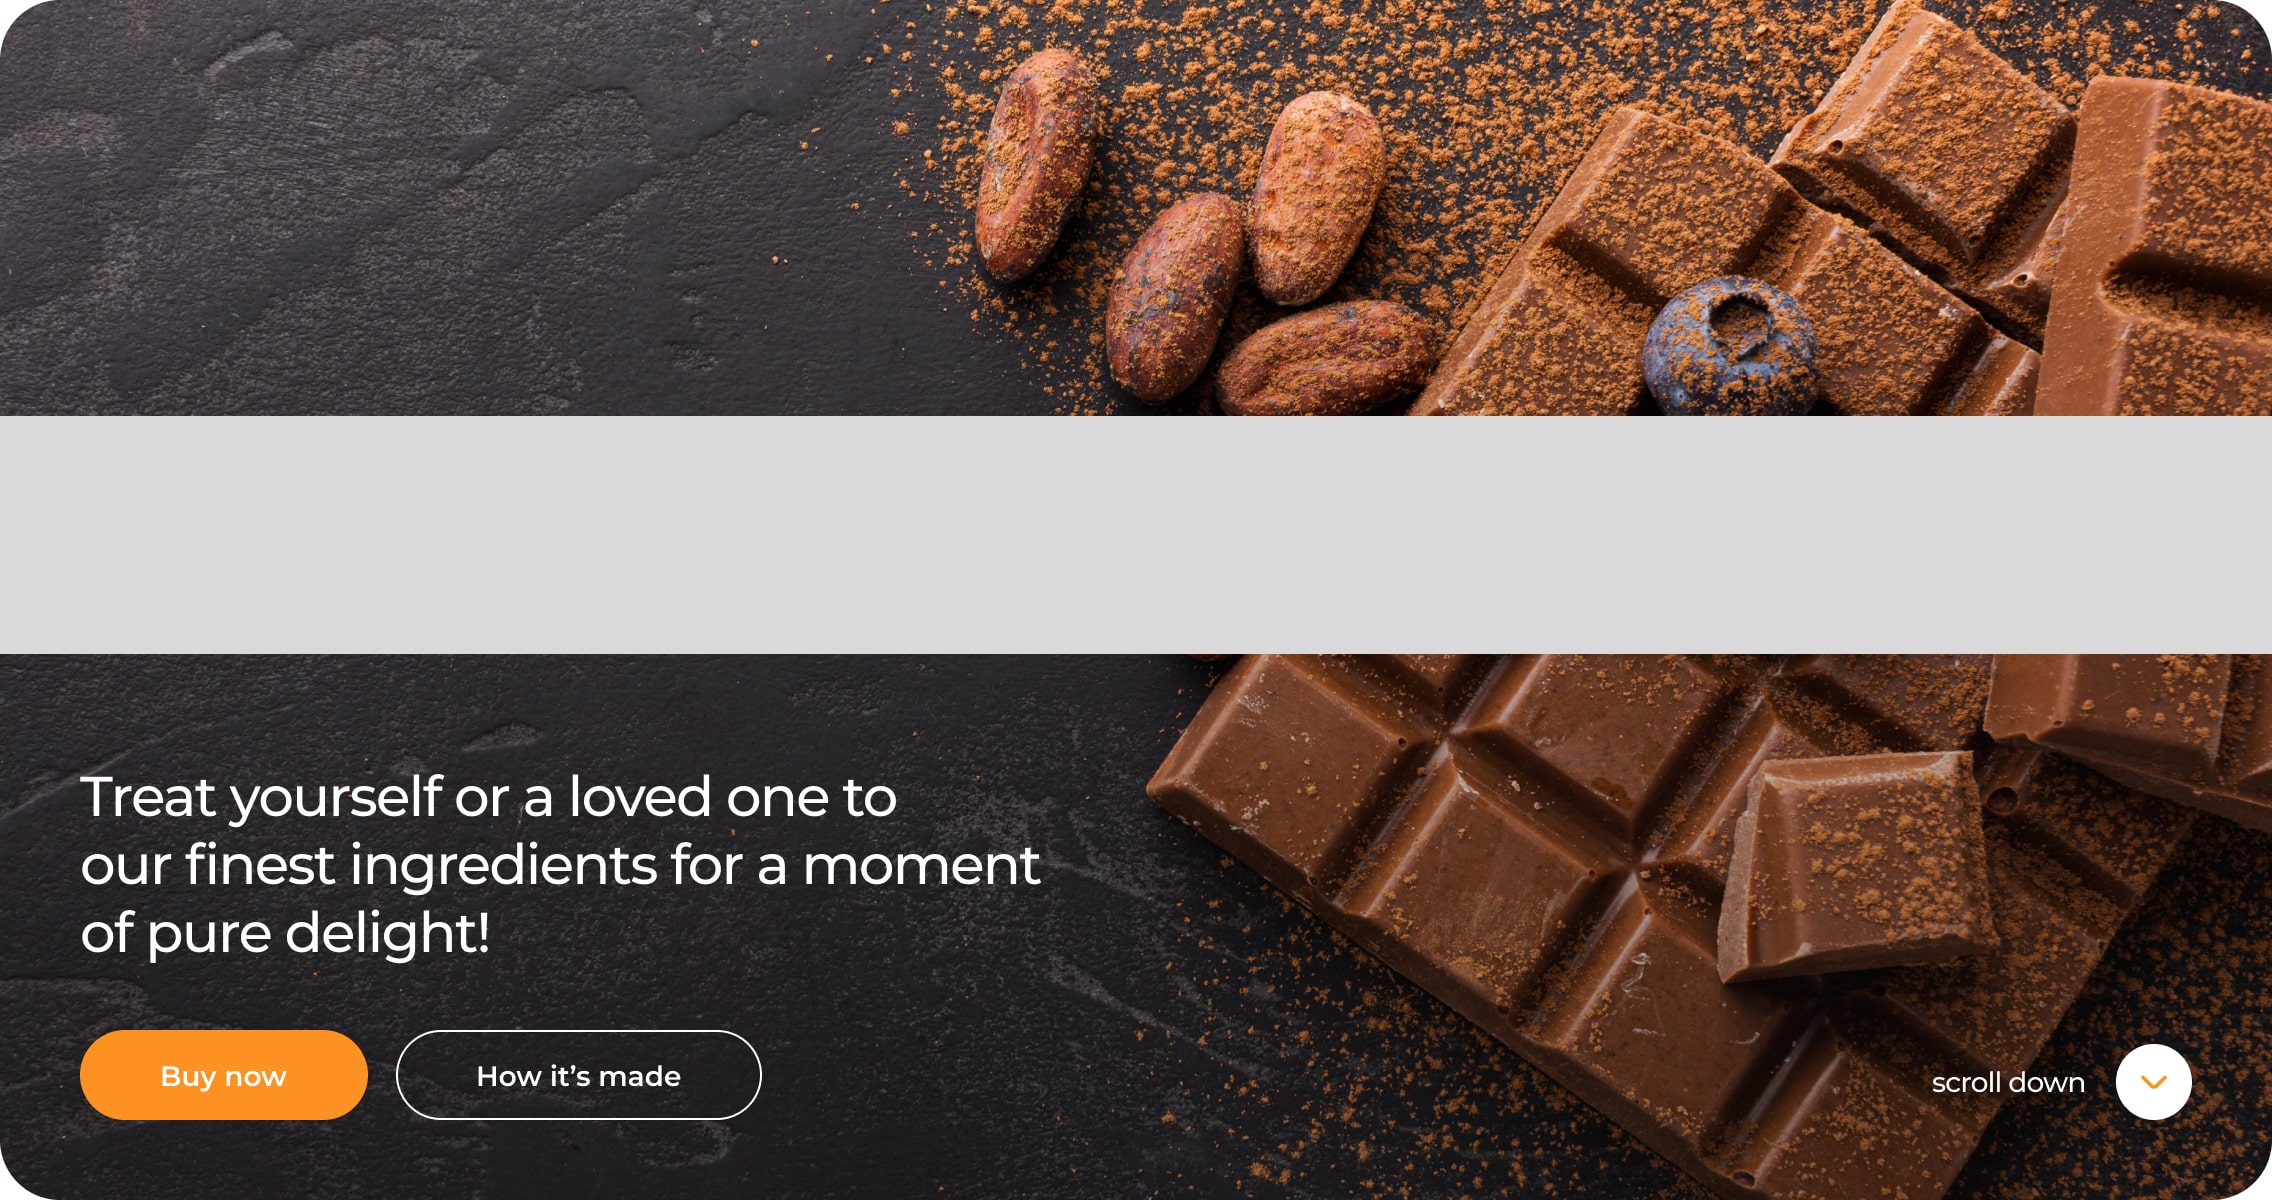 Treat yourself or a loved one to
our finest ingredients for a moment
of pure delight!
Buy now
How it’s made
scroll down